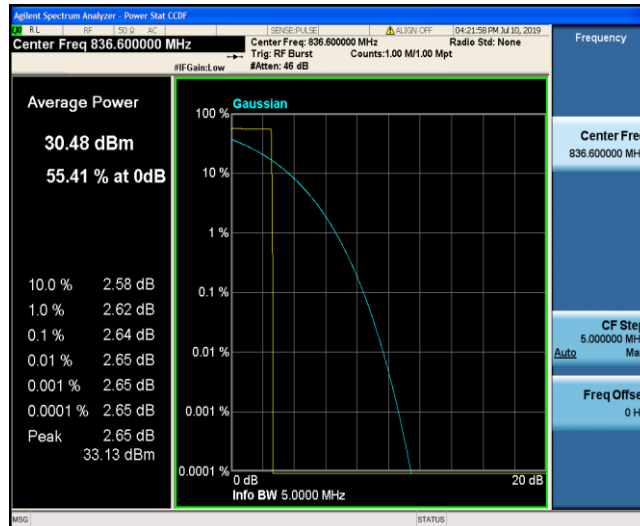 Agilent Spectrum Analyzer - Power Stat CCDF
RL RF 50 Ω AC SENSE:PULSE ALIGN OFF 04:21:58 PM Jul 10, 2019
Center Freq 836.600000 MHz
Center Freq: 836.600000 MHz Radio Std: None
Trig: RF Burst Counts:1.00 M/1.00 Mpt
#IFGain:Low #Atten: 46 dB
Frequency
Average Power
30.48 dBm
55.41 % at 0dB
10.0 % 2.58 dB
1.0 % 2.62 dB
0.1 % 2.64 dB
0.01 % 2.65 dB
0.001 % 2.65 dB
0.0001 % 2.65 dB
Peak 2.65 dB
33.13 dBm
Gaussian
100 %
10 %
1 %
0.1 %
0.01 %
0.001 %
0.0001 %
0 dB 20 dB
Info BW 5.0000 MHz
Center Fre
836.600000 MH
CF Step
5.000000 MH
Auto Ma
Freq Offse
0 H
MSG STATUS